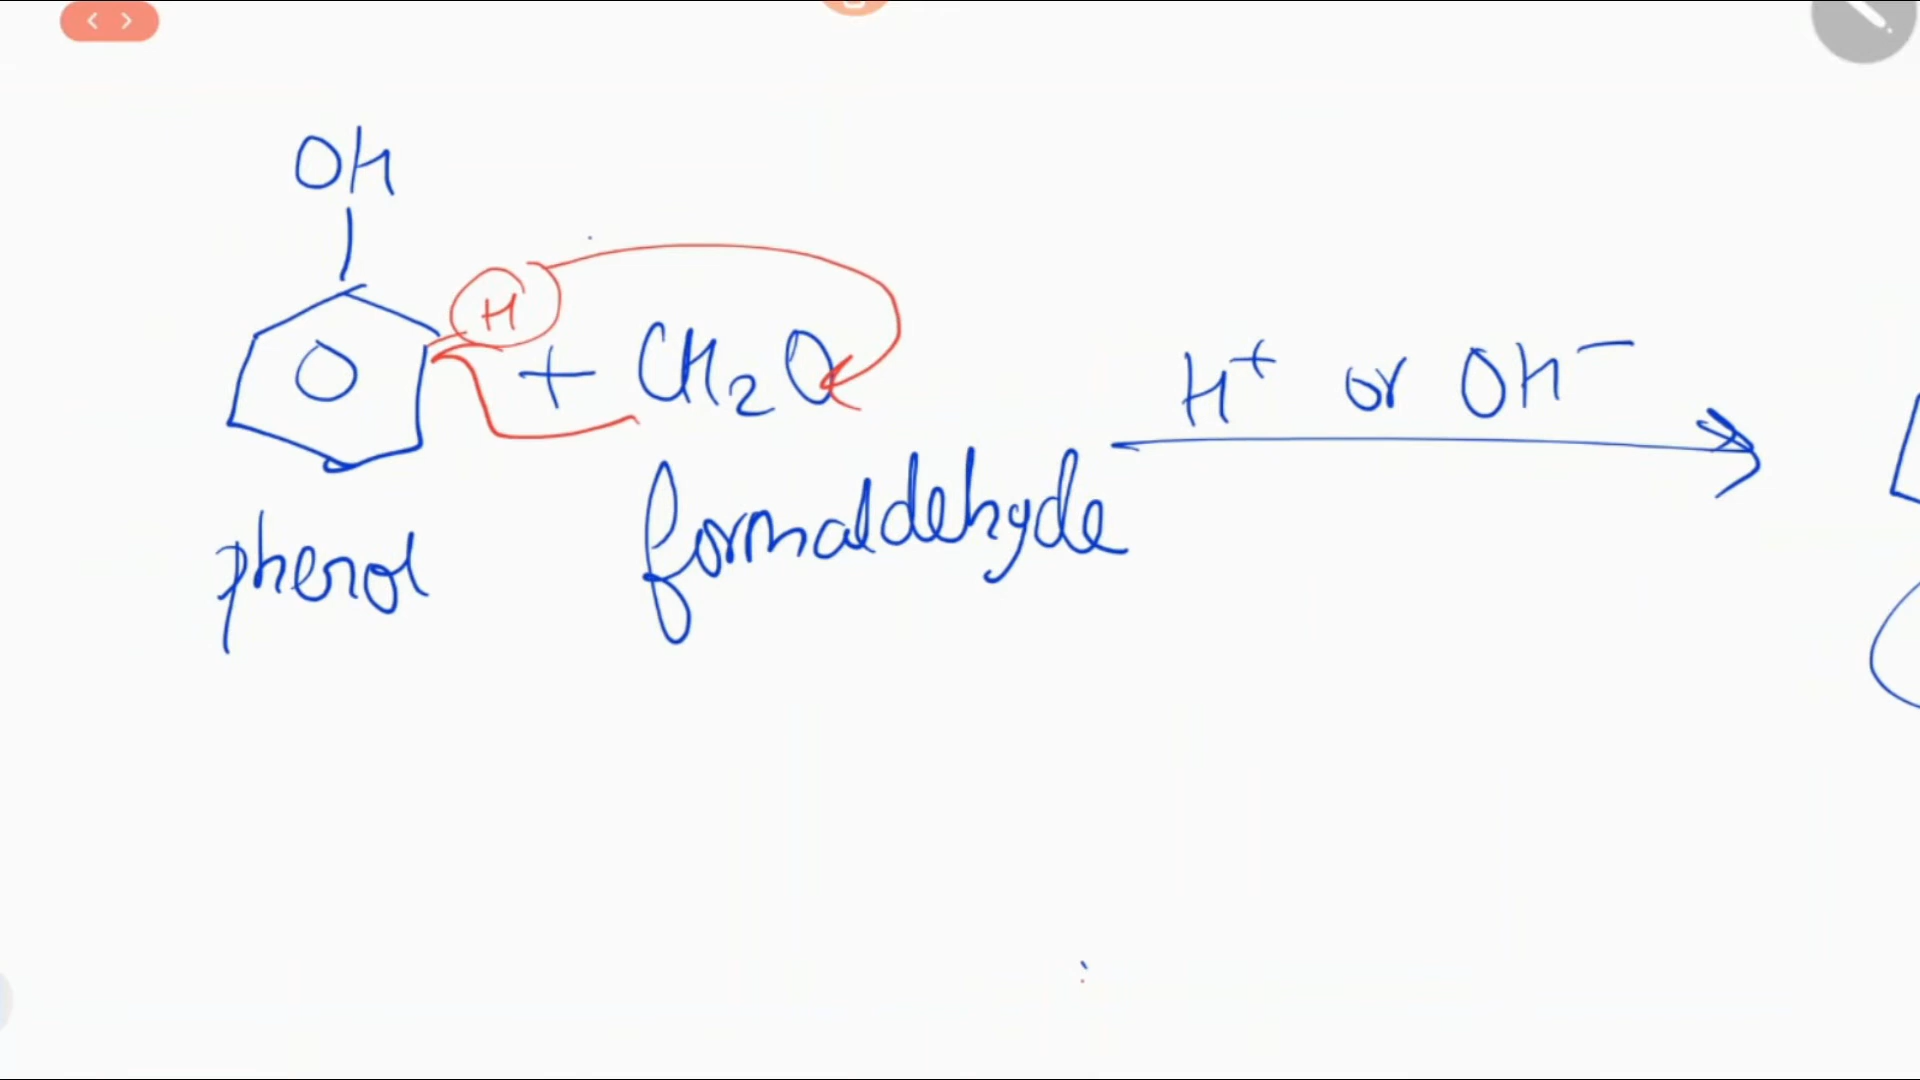 OH
H
+ CH₂O
H⁺ or OH⁻
phenol
formaldehyde